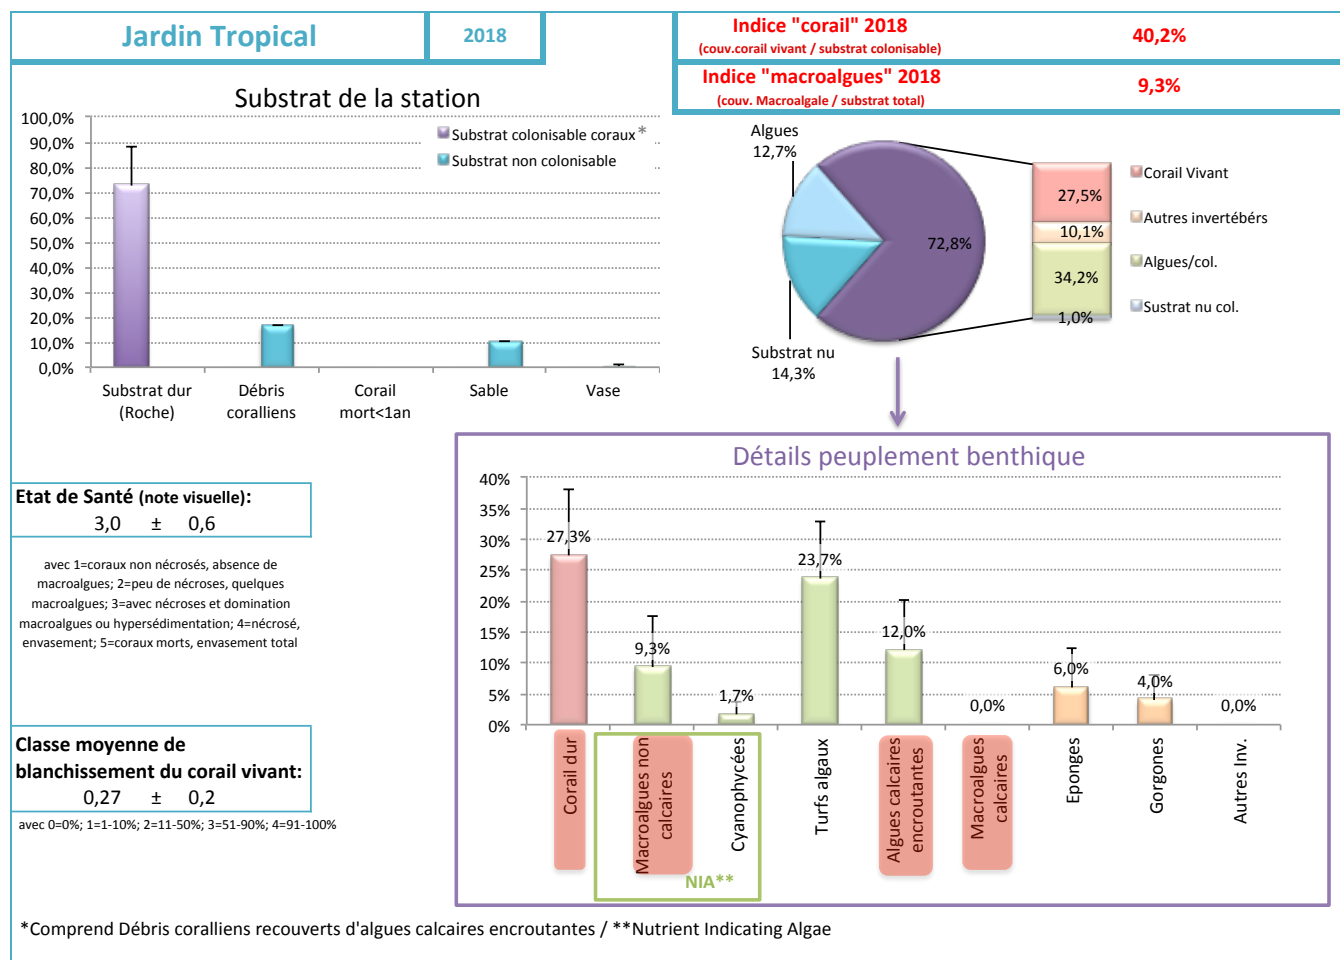 Jardin Tropical
2018
Indice "corail" 2018
(couv.corail vivant / substrat colonisable)
40,2%
Indice "macroalgues" 2018
(couv. Macroalgale / substrat total)
9,3%
Substrat de la station
100,0%
90,0%
80,0%
70,0%
60,0%
50,0%
40,0%
30,0%
20,0%
10,0%
0,0%
Substrat colonisable coraux*
Substrat non colonisable
Substrat dur
(Roche)
Débris
coralliens
Corail
mort<1an
Sable
Vase
Algues
12,7%
72,8%
Substrat nu
14,3%
27,5%
10,1%
34,2%
1,0%
Corail Vivant
Autres invertébérs
Algues/col.
Sustrat nu col.
Etat de Santé (note visuelle):
3,0 ± 0,6
avec 1=coraux non nécrosés, absence de
macroalgues; 2=peu de nécroses, quelques
macroalgues; 3=avec nécroses et domination
macroalgues ou hypersédimentation; 4=nécrosé,
envasement; 5=coraux morts, envasement total
Classe moyenne de
blanchissement du corail vivant:
0,27 ± 0,2
avec 0=0%; 1=1-10%; 2=11-50%; 3=51-90%; 4=91-100%
Détails peuplement benthique
40%
35%
30%
25%
20%
15%
10%
5%
0%
27,3%
9,3%
1,7%
23,7%
12,0%
0,0%
6,0%
4,0%
0,0%
Corail dur
Macroalgues non
calcaires
Cyanophycées
Turfs algaux
Algues calcaires
encroutantes
Macroalgues
calcaires
Eponges
Gorgones
Autres Inv.
NIA**
*Comprend Débris coralliens recouverts d'algues calcaires encroutantes / **Nutrient Indicating Algae